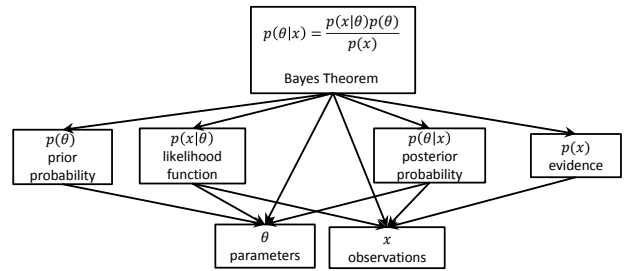 p(θ|x) = p(x|θ)p(θ) / p(x)
Bayes Theorem
p(θ)
prior
probability
p(x|θ)
likelihood
function
p(θ|x)
posterior
probability
p(x)
evidence
θ
parameters
x
observations